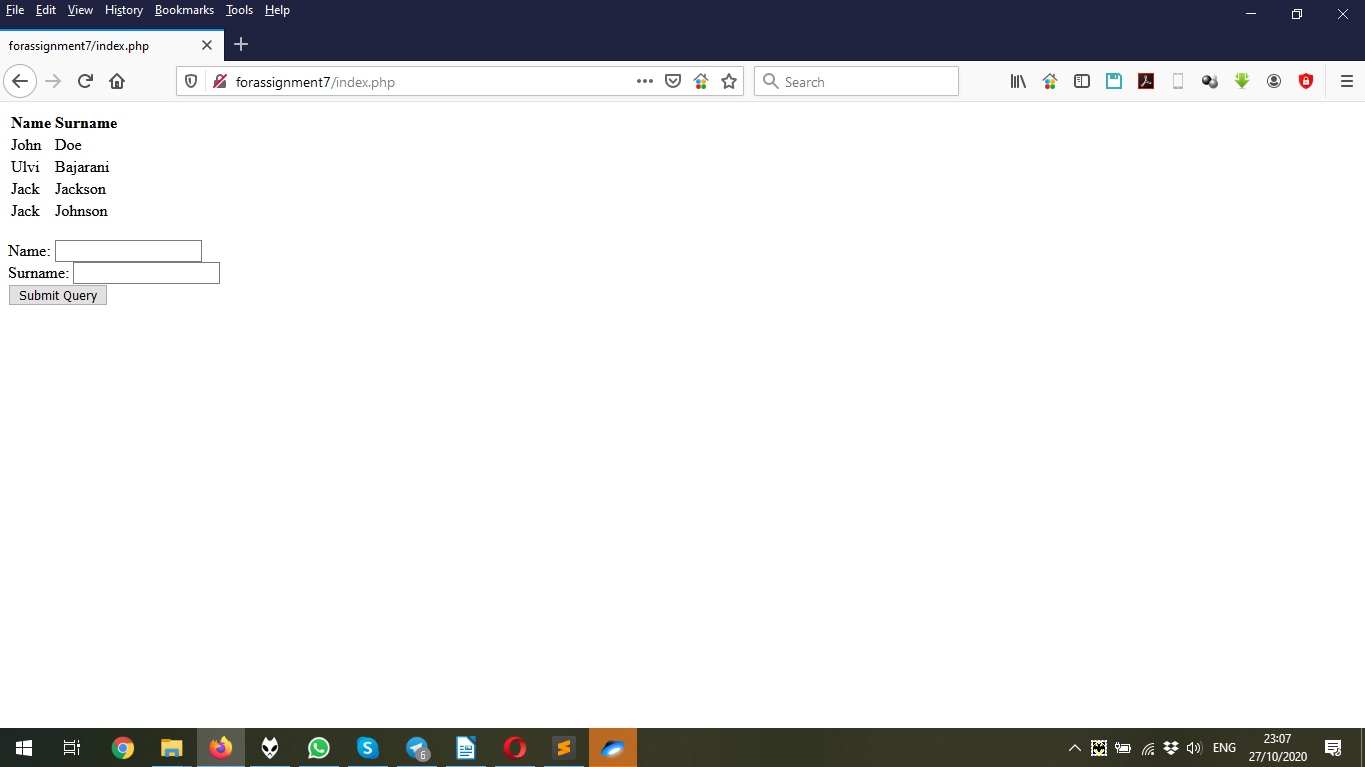 File Edit View History Bookmarks Tools Help
forassignment7/index.php
forassignment7/index.php
Search
Name Surname
John Doe
Ulvi Bajarani
Jack Jackson
Jack Johnson
Name:
Surname:
Submit Query
6
ENG
23:07
27/10/2020